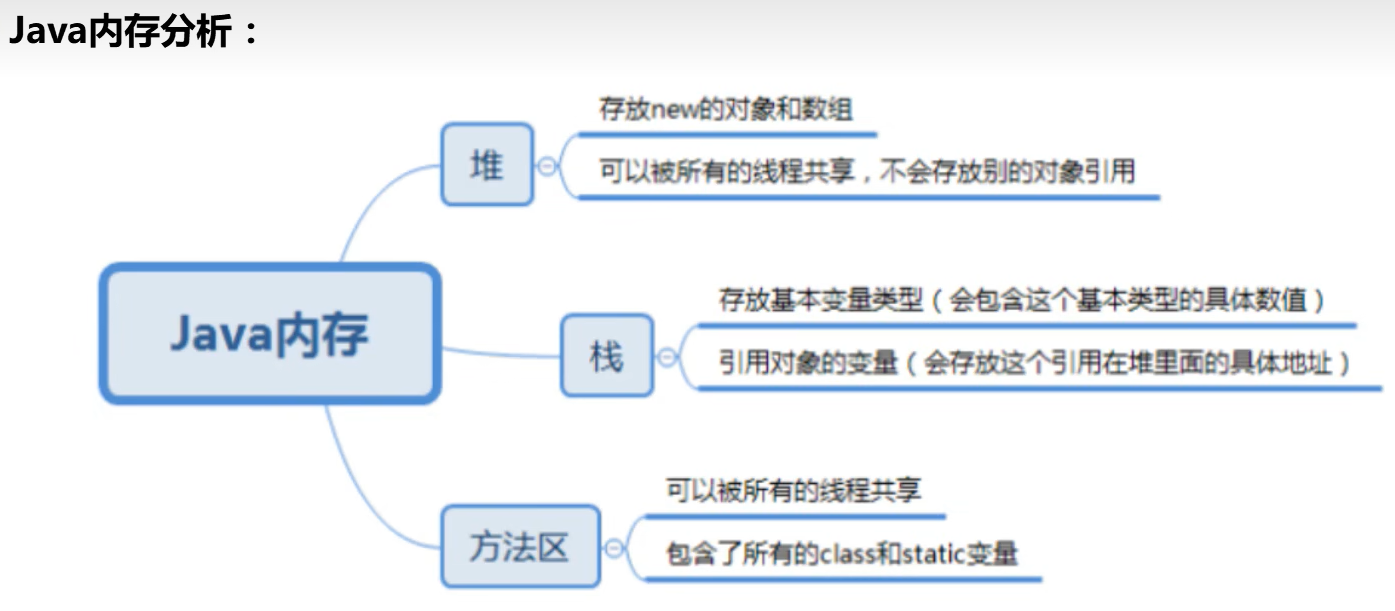 Java内存分析：
堆
存放new的对象和数组
可以被所有的线程共享，不会存放别的对象引用
Java内存
栈
存放基本变量类型（会包含这个基本类型的具体数值）
引用对象的变量（会存放这个引用在堆里面的具体地址）
方法区
可以被所有的线程共享
包含了所有的class和static变量